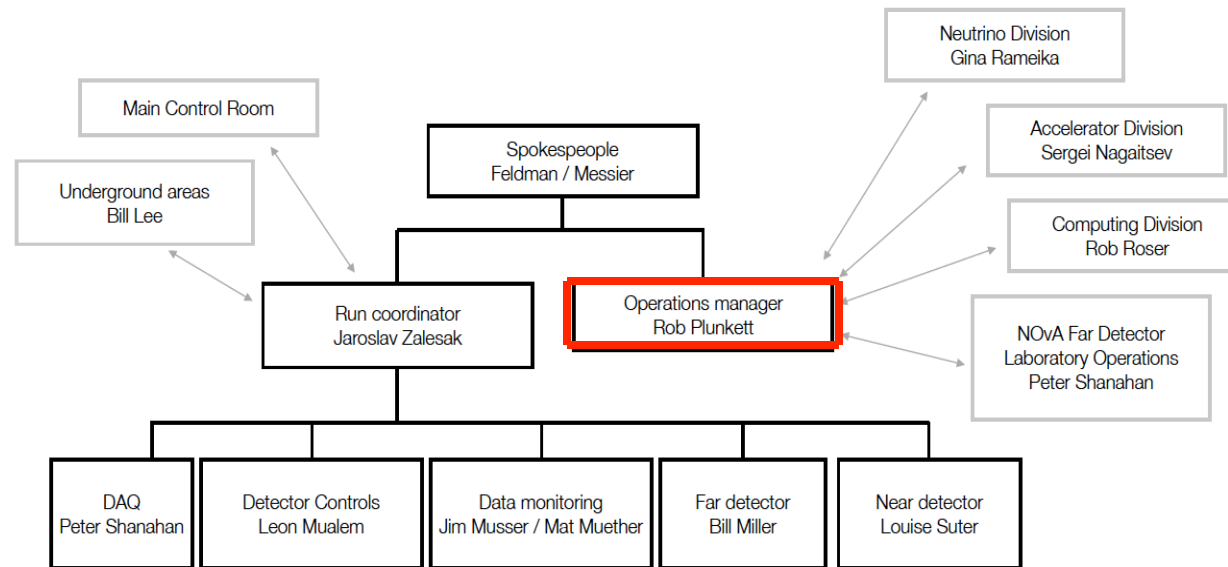 Neutrino Division
Gina Rameika
Main Control Room
Accelerator Division
Sergei Nagaitsev
Spokespeople
Feldman / Messier
Underground areas
Bill Lee
Computing Division
Rob Roser
Run coordinator
Jaroslav Zalesak
Operations manager
Rob Plunkett
NOvA Far Detector
Laboratory Operations
Peter Shanahan
DAQ
Peter Shanahan
Detector Controls
Leon Mualem
Data monitoring
Jim Musser / Mat Muether
Far detector
Bill Miller
Near detector
Louise Suter